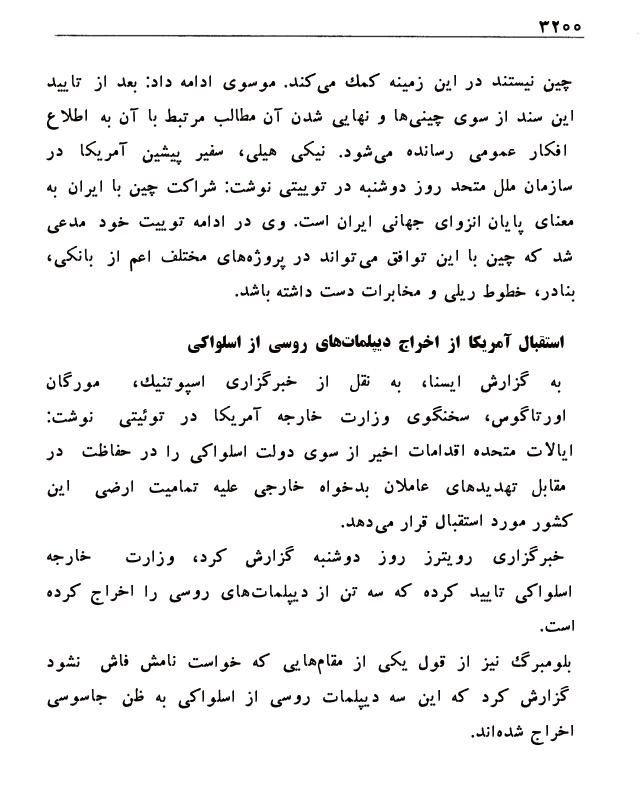 ۳۲۰۰
چین نیستند در این زمینه کمك می‌کند. موسوی ادامه داد: بعد از تایید
این سند از سوی چینی‌ها و نهایی شدن آن مطالب مرتبط با آن به اطلاع
افکار عمومی رسانده می‌شود. نیکی هیلی، سفیر پیشین آمریکا در
سازمان ملل متحد روز دوشنبه در توییتی نوشت: شراکت چین با ایران به
معنای پایان انزوای جهانی ایران است. وی در ادامه توییت خود مدعی
شد که چین با این توافق می‌تواند در پروژه‌های مختلف اعم از بانکی،
بنادر، خطوط ریلی و مخابرات دست داشته باشد.
استقبال آمریکا از اخراج دیپلمات‌های روسی از اسلواکی
به گزارش ایسنا، به نقل از خبرگزاری اسپوتنیك، مورگان
اورتاگوس، سخنگوی وزارت خارجه آمریکا در توئیتی نوشت:
ایالات متحده اقدامات اخیر از سوی دولت اسلواکی را در حفاظت در
مقابل تهدیدهای عاملان بدخواه خارجی علیه تمامیت ارضی این
کشور مورد استقبال قرار می‌دهد.
خبرگزاری رویترز روز دوشنبه گزارش کرد، وزارت خارجه
اسلواکی تایید کرده که سه تن از دیپلمات‌های روسی را اخراج کرده
است.
بلومبرگ نیز از قول یکی از مقام‌هایی که خواست نامش فاش نشود
گزارش کرد که این سه دیپلمات روسی از اسلواکی به ظن جاسوسی
اخراج شده‌اند.